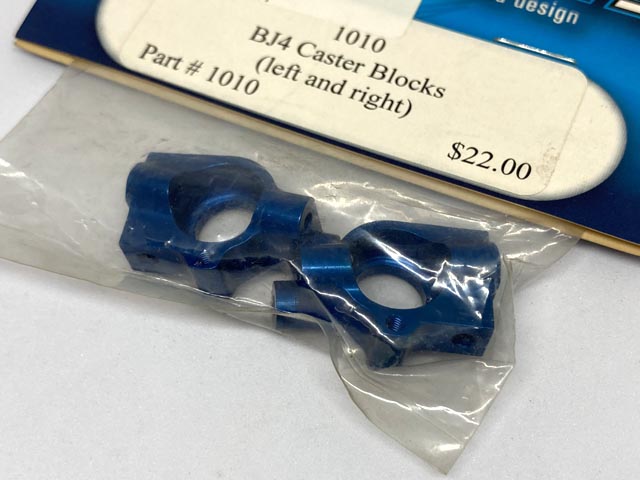 design
1010
BJ4 Caster Blocks
(left and right)
Part # 1010
$22.00